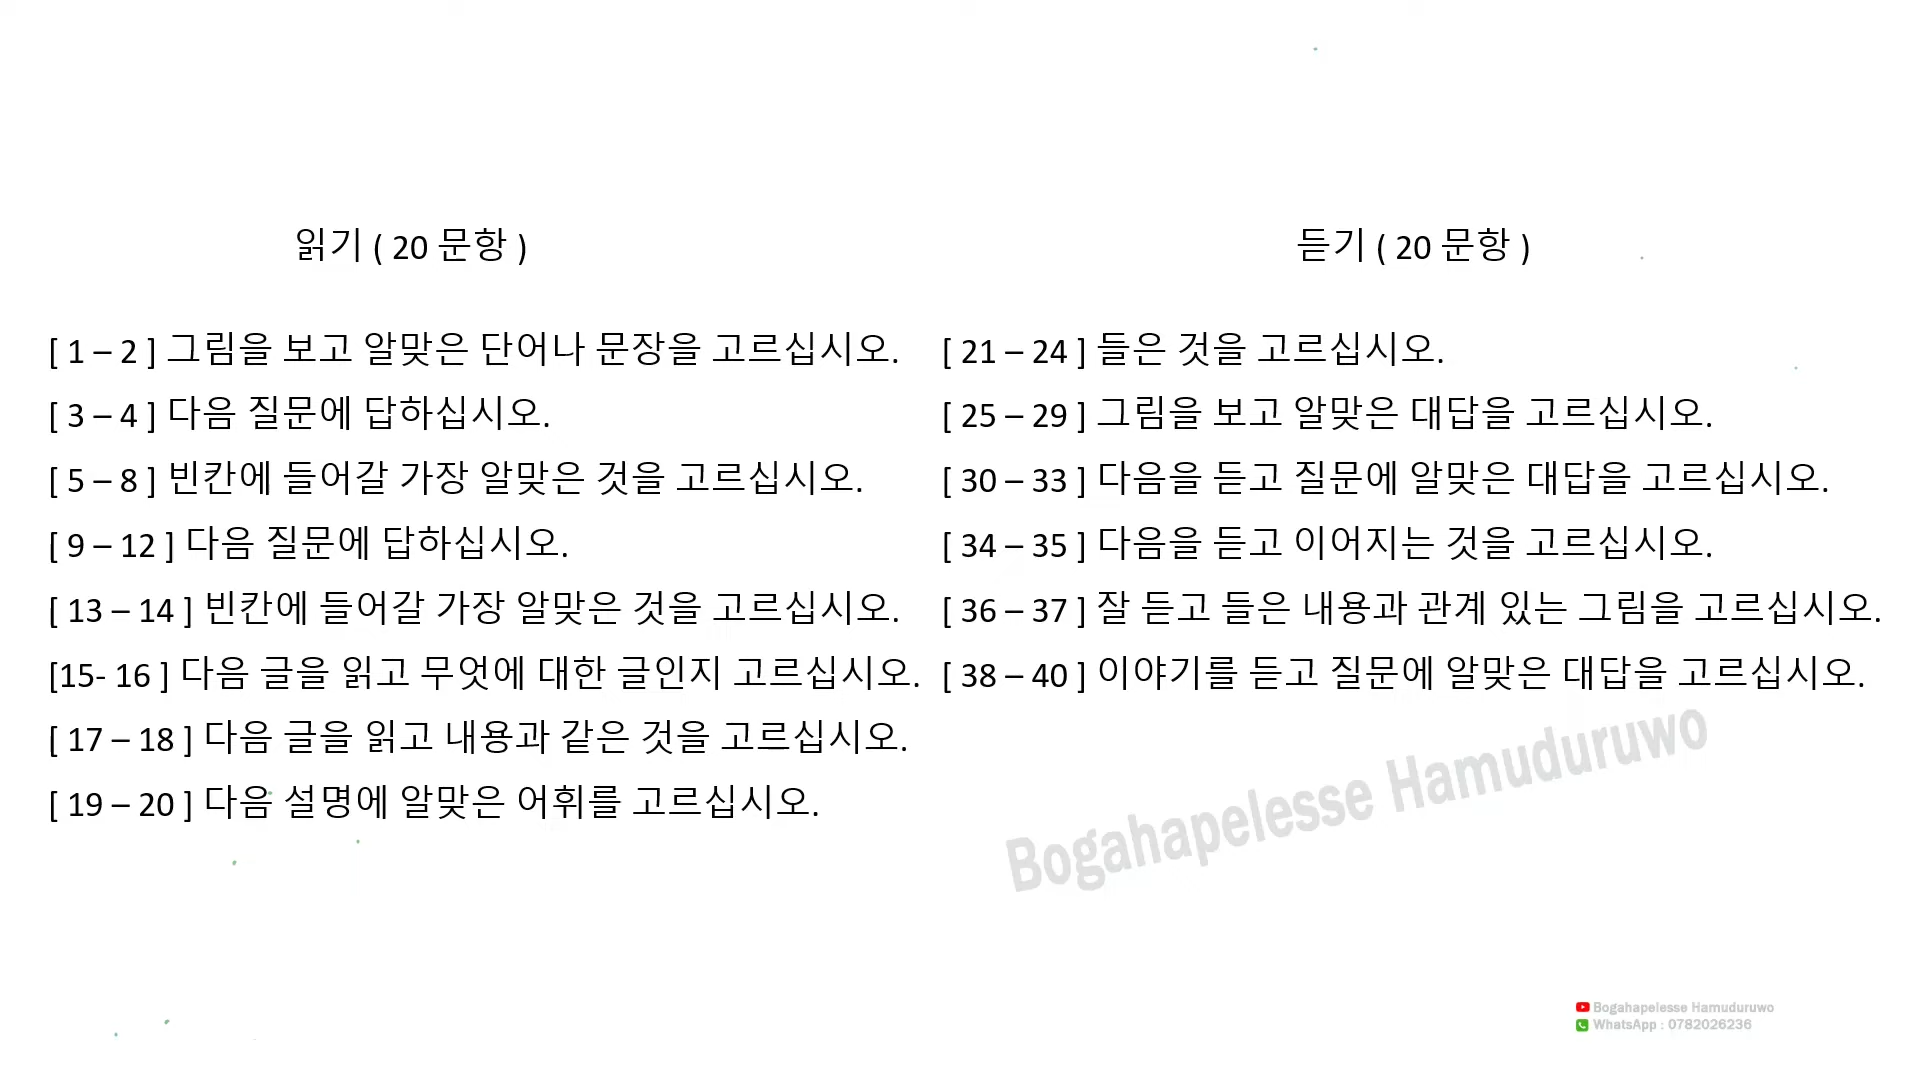 읽기 ( 20 문항 )
[ 1 – 2 ] 그림을 보고 알맞은 단어나 문장을 고르십시오.
[ 3 – 4 ] 다음 질문에 답하십시오.
[ 5 – 8 ] 빈칸에 들어갈 가장 알맞은 것을 고르십시오.
[ 9 – 12 ] 다음 질문에 답하십시오.
[ 13 – 14 ] 빈칸에 들어갈 가장 알맞은 것을 고르십시오.
[15- 16 ] 다음 글을 읽고 무엇에 대한 글인지 고르십시오.
[ 17 – 18 ] 다음 글을 읽고 내용과 같은 것을 고르십시오.
[ 19 – 20 ] 다음 설명에 알맞은 어휘를 고르십시오.
듣기 ( 20 문항 )
[ 21 – 24 ] 들은 것을 고르십시오.
[ 25 – 29 ] 그림을 보고 알맞은 대답을 고르십시오.
[ 30 – 33 ] 다음을 듣고 질문에 알맞은 대답을 고르십시오.
[ 34 – 35 ] 다음을 듣고 이어지는 것을 고르십시오.
[ 36 – 37 ] 잘 듣고 들은 내용과 관계 있는 그림을 고르십시오.
[ 38 – 40 ] 이야기를 듣고 질문에 알맞은 대답을 고르십시오.
Bogahapelesse Hamuduruwo
Bogahapelesse Hamuduruwo
WhatsApp : 0782026236